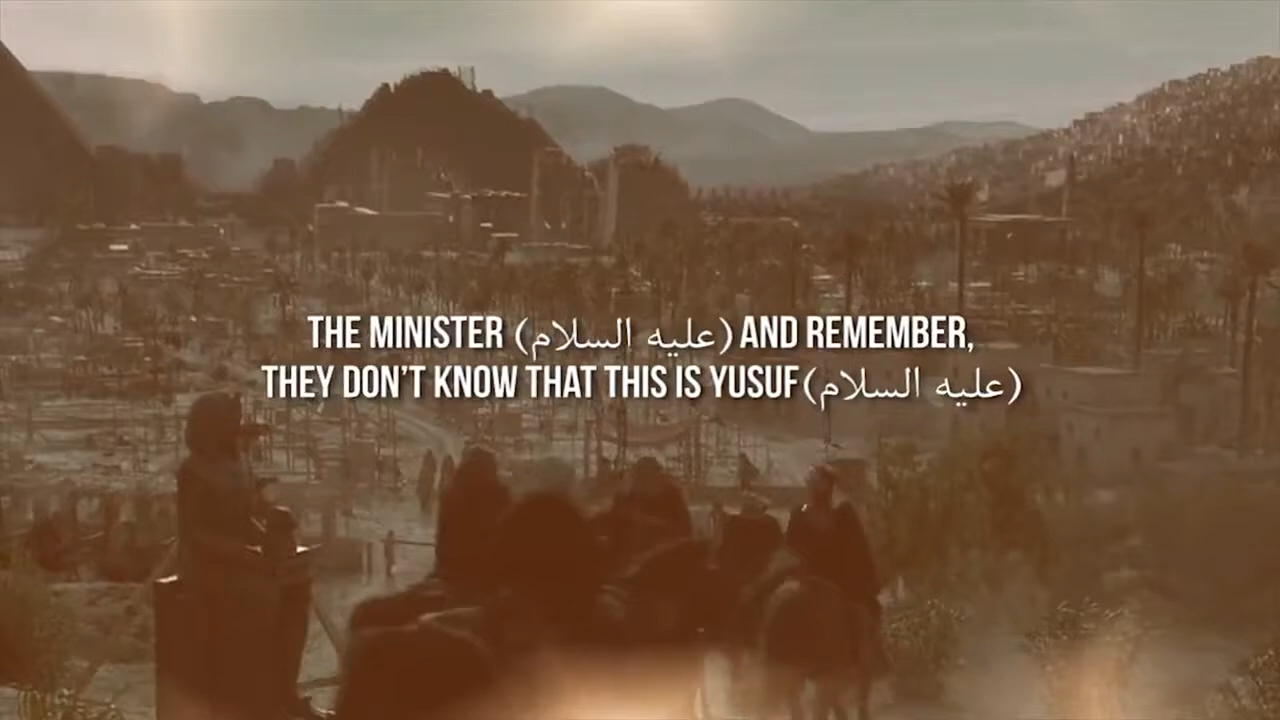 THE MINISTER (عليه السلام) AND REMEMBER,
THEY DON'T KNOW THAT THIS IS YUSUF(عليه السلام)